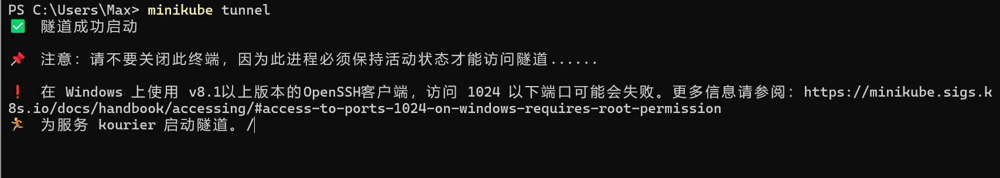 PS C:\Users\Max> minikube tunnel
✅ 隧道成功启动
📌 注意：请不要关闭此终端，因为此进程必须保持活动状态才能访问隧道......
❗ 在 Windows 上使用 v8.1以上版本的OpenSSH客户端，访问 1024 以下端口可能会失败。更多信息请参阅：https://minikube.sigs.k
8s.io/docs/handbook/accessing/#access-to-ports-1024-on-windows-requires-root-permission
🏃 为服务 kourier 启动隧道。/